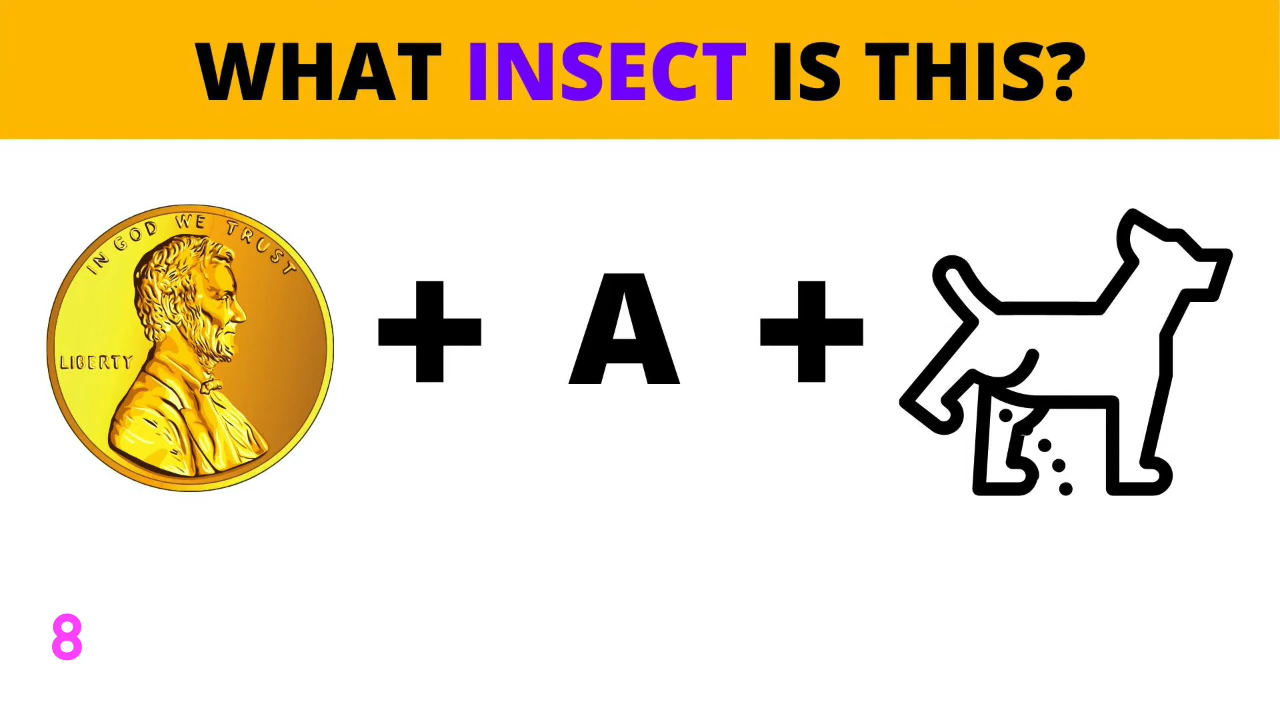 WHAT INSECT IS THIS?
IN GOD WE TRUST
LIBERTY
+ A +
8